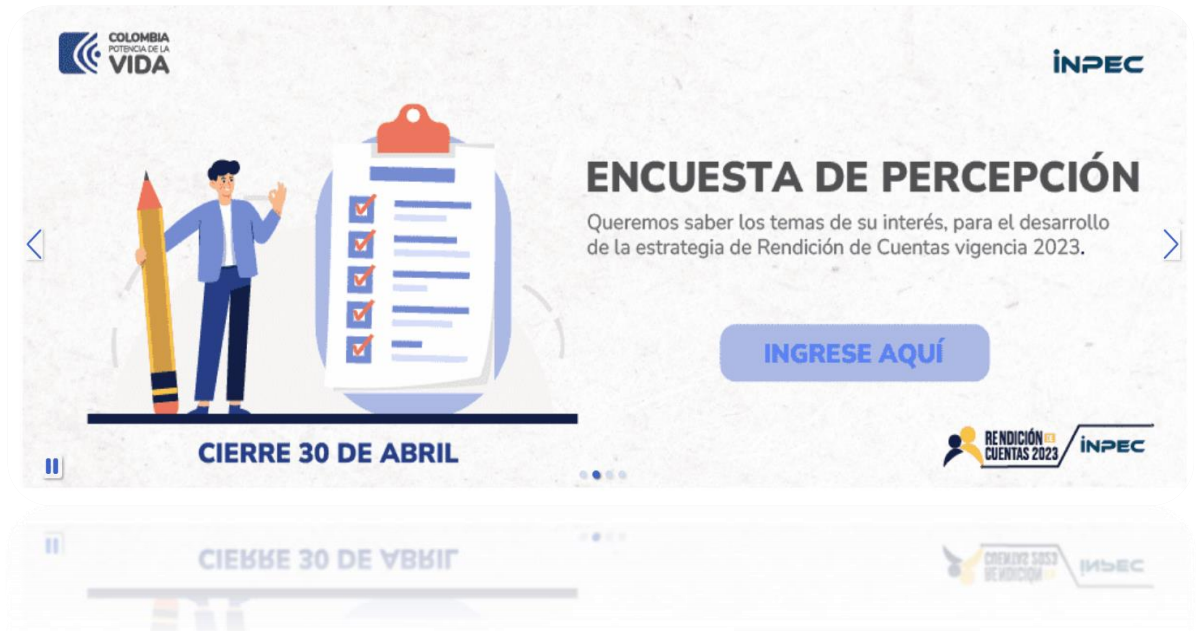 COLOMBIA
POTENCIA DE LA
VIDA
INPEC
ENCUESTA DE PERCEPCIÓN
Queremos saber los temas de su interés, para el desarrollo
de la estrategia de Rendición de Cuentas vigencia 2023.
INGRESE AQUÍ
CIERRE 30 DE ABRIL
RENDICIÓN DE
CUENTAS 2023
INPEC